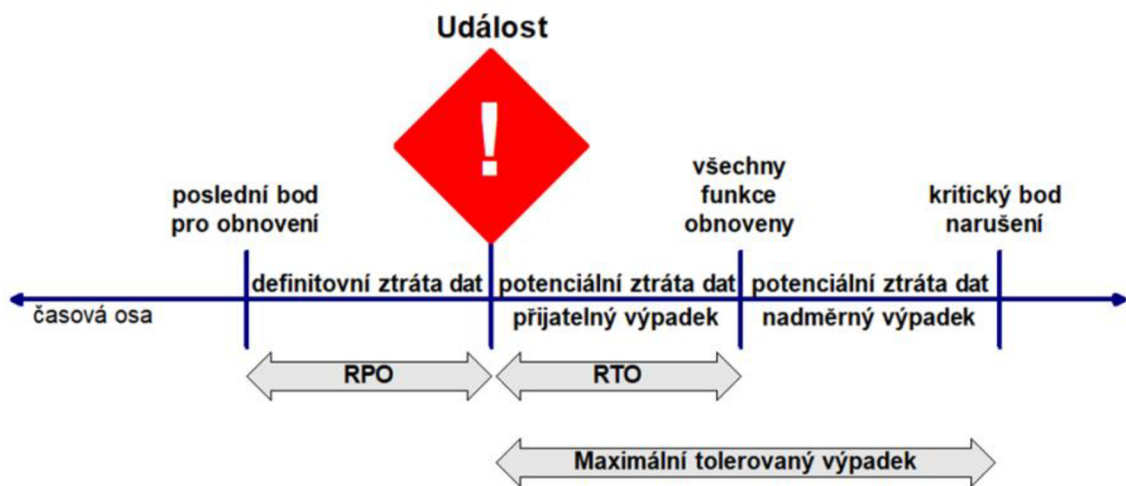 Událost
!
poslední bod
pro obnovení
všechny
funkce
obnoveny
kritický bod
narušení
definitovní ztráta dat
potenciální ztráta dat
potenciální ztráta dat
časová osa
přijatelný výpadek
nadměrný výpadek
RPO
RTO
Maximální tolerovaný výpadek